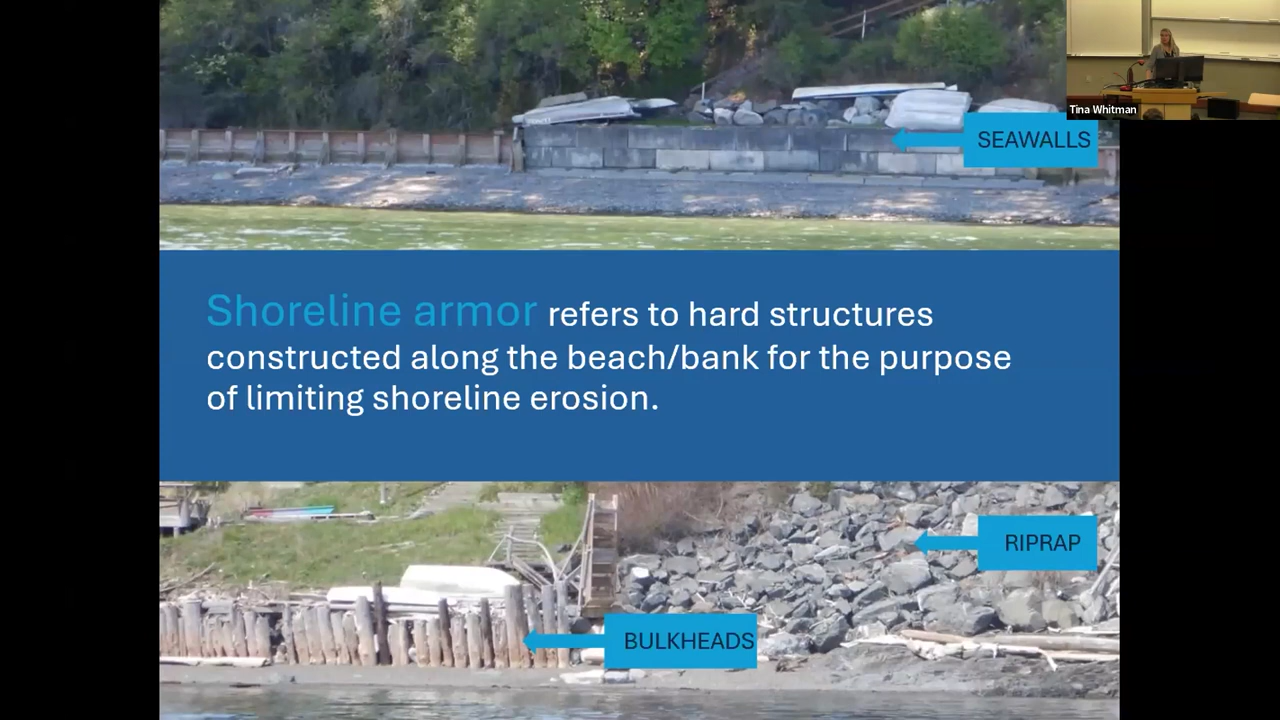 Tina Whitman
SEAWALLS
Shoreline armor refers to hard structures
constructed along the beach/bank for the purpose
of limiting shoreline erosion.
RIPRAP
BULKHEADS